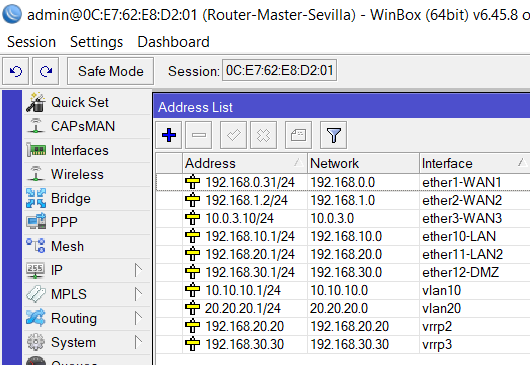 admin@0C:E7:62:E8:D2:01 (Router-Master-Sevilla) - WinBox (64bit) v6.45.8 o
Session Settings Dashboard
Safe Mode Session: 0C:E7:62:E8:D2:01
Quick Set
CAPsMAN
Interfaces
Wireless
Bridge
PPP
Mesh
255
IP
MPLS
Routing
System
Queues
Address List
Address Network Interface
192.168.0.31/24 192.168.0.0 ether1-WAN1
192.168.1.2/24 192.168.1.0 ether2-WAN2
10.0.3.10/24 10.0.3.0 ether3-WAN3
192.168.10.1/24 192.168.10.0 ether10-LAN
192.168.20.1/24 192.168.20.0 ether11-LAN2
192.168.30.1/24 192.168.30.0 ether12-DMZ
10.10.10.1/24 10.10.10.0 vlan10
20.20.20.1/24 20.20.20.0 vlan20
192.168.20.20 192.168.20.20 vrrp2
192.168.30.30 192.168.30.30 vrrp3